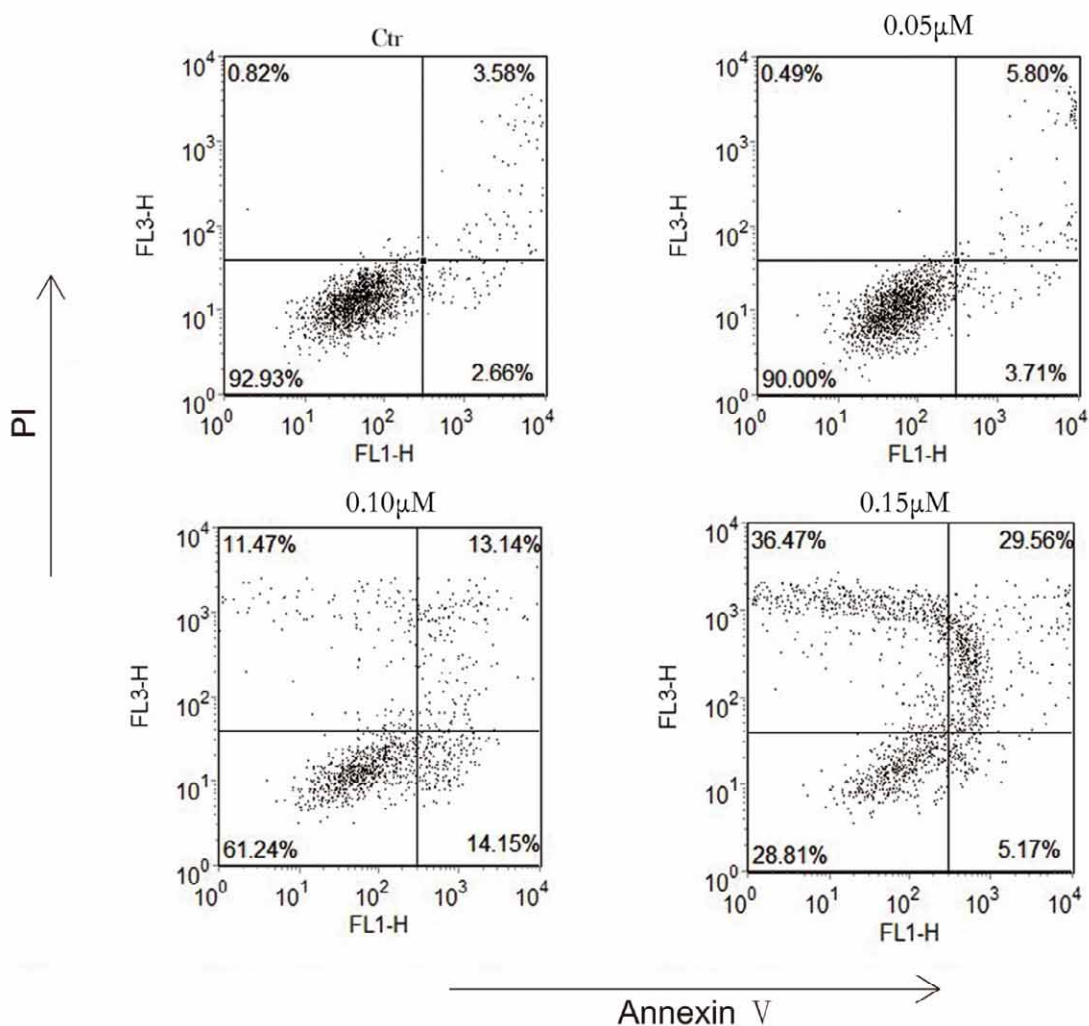 Ctr
0.82% 3.58%
10^4
10^3
10^2
10^1
10^0
FL3-H
92.93% 2.66%
10^0 10^1 10^2 10^3 10^4
FL1-H
0.05μM
0.49% 5.80%
10^4
10^3
10^2
10^1
10^0
FL3-H
90.00% 3.71%
10^0 10^1 10^2 10^3 10^4
FL1-H
PI
0.10μM
11.47% 13.14%
10^4
10^3
10^2
10^1
10^0
FL3-H
61.24% 14.15%
10^0 10^1 10^2 10^3 10^4
FL1-H
0.15μM
36.47% 29.56%
10^4
10^3
10^2
10^1
10^0
FL3-H
28.81% 5.17%
10^0 10^1 10^2 10^3 10^4
FL1-H
Annexin V